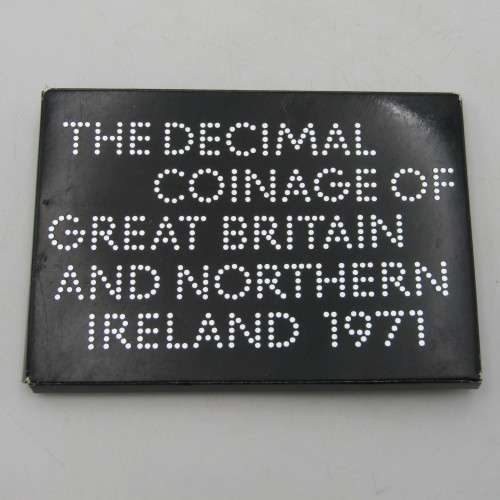 THE DECIMAL
COINAGE OF
GREAT BRITAIN
AND NORTHERN
IRELAND 1971